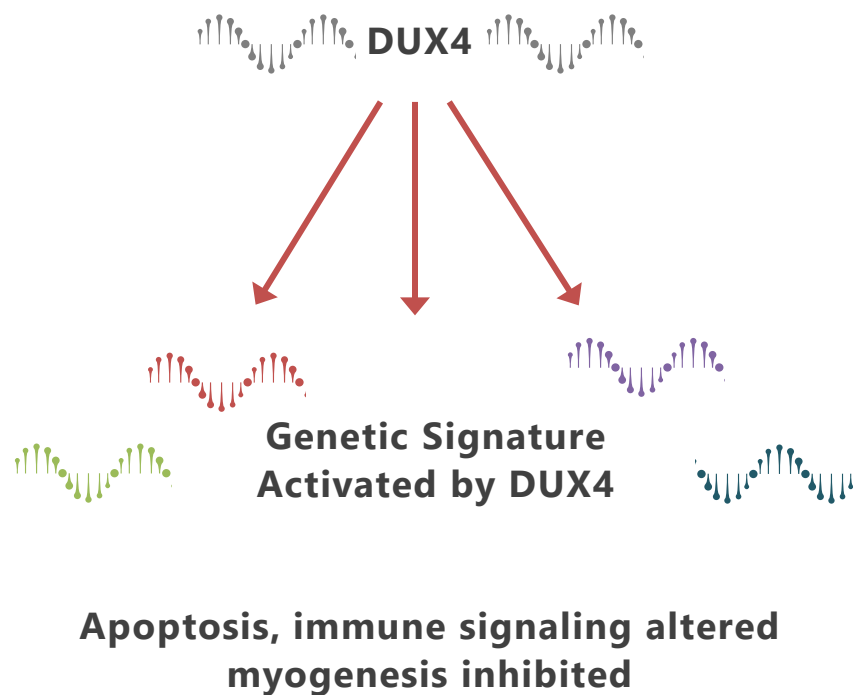 DUX4
Genetic Signature
Activated by DUX4
Apoptosis, immune signaling altered
myogenesis inhibited